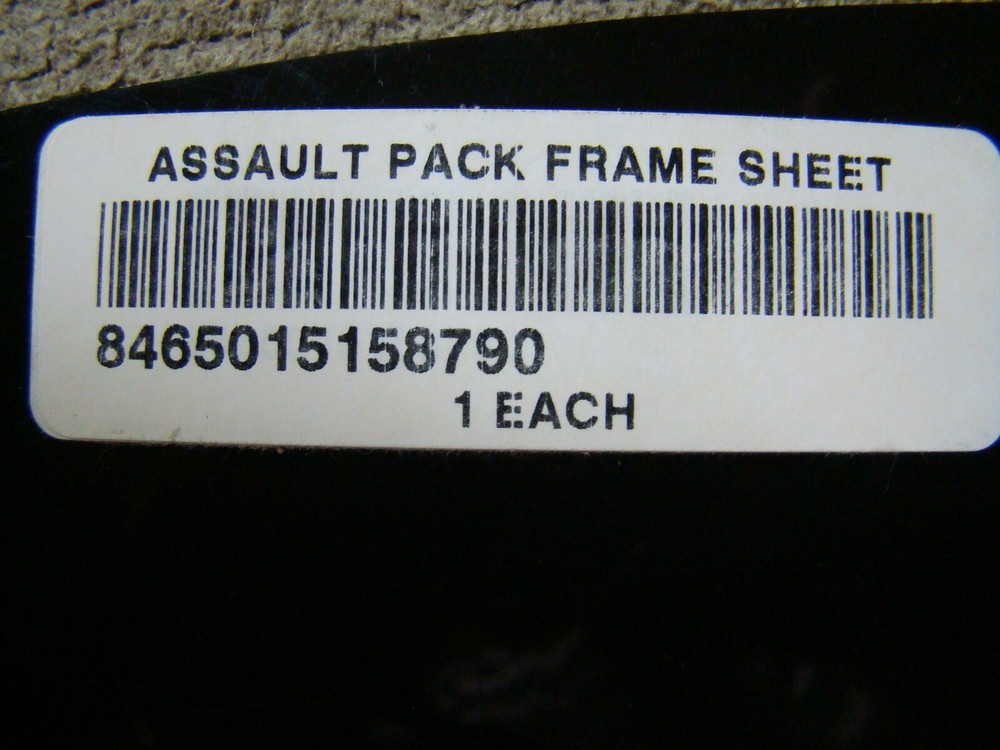 ASSAULT PACK FRAME SHEET
8465015158790
1 EACH